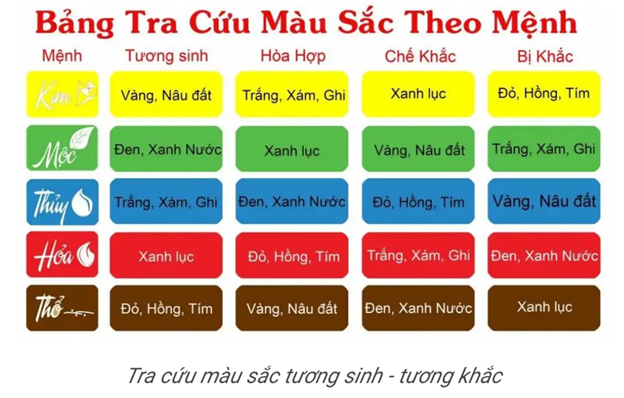 Bảng Tra Cứu Màu Sắc Theo Mệnh
Mệnh Tương sinh Hòa Hợp Chế Khắc Bị Khắc
Kim Vàng, Nâu đất Trắng, Xám, Ghi Xanh lục Đỏ, Hồng, Tím
Mộc Đen, Xanh Nước Xanh lục Vàng, Nâu đất Trắng, Xám, Ghi
Thủy Trắng, Xám, Ghi Đen, Xanh Nước Đỏ, Hồng, Tím Vàng, Nâu đất
Hỏa Xanh lục Đỏ, Hồng, Tím Trắng, Xám, Ghi Đen, Xanh Nước
Thổ Đỏ, Hồng, Tím Vàng, Nâu đất Đen, Xanh Nước Xanh lục
Tra cứu màu sắc tương sinh - tương khắc